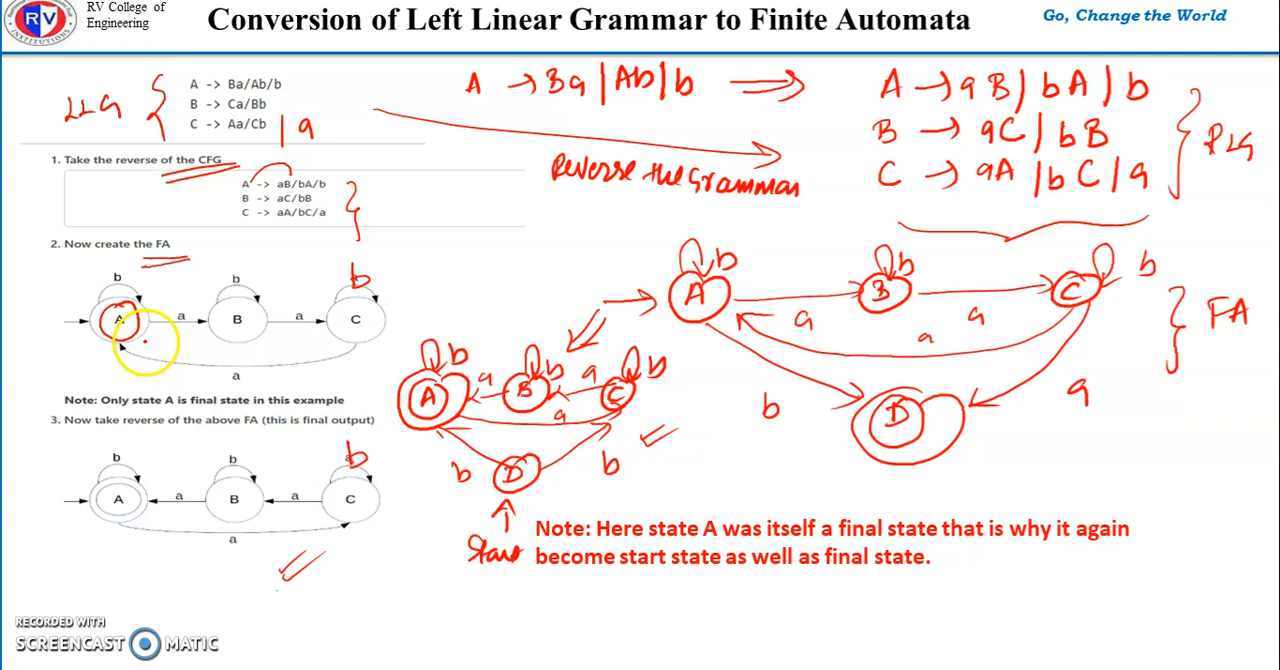 RV College of
Engineering
Conversion of Left Linear Grammar to Finite Automata
Go, Change the World
RV
INSTITUTIONS
LLG
A -> Ba/Ab/b
B -> Ca/Bb
C -> Aa/Cb | a
A → Ba | Ab | b ⇒ A → aB / bA / b
B → aC / bB
C → aA / bC / a
RLG
Reverse the Grammar
1. Take the reverse of the CFG
A -> aB/bA/b
B -> aC/bB
C -> aA/bC/a
2. Now create the FA
b b b
A a B a C
a
Note: Only state A is final state in this example
3. Now take reverse of the above FA (this is final output)
b b b
A a B a C
a
b b b
A a B a C
a
b a
D
FA
b b b
A a B a C
a
b b
D
Start
Note: Here state A was itself a final state that is why it again
become start state as well as final state.
RECORDED WITH
SCREENCAST MATIC